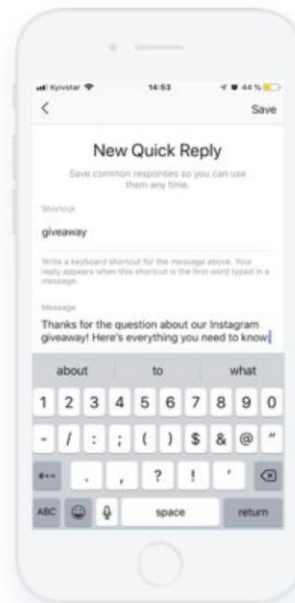 Kyivstar 14:53 44 %
Save
New Quick Reply
Save common responses so you can use
them any time.
Shortcut
giveaway
Write a keyboard shortcut for the message above. Your
reply appears when this shortcut is the first word typed in a
message.
Message
Thanks for the question about our Instagram
giveaway! Here's everything you need to know:
about to what
1 2 3 4 5 6 7 8 9 0
- / : ; ( ) $ & @ "
#+= . , ? ! '
ABC space return